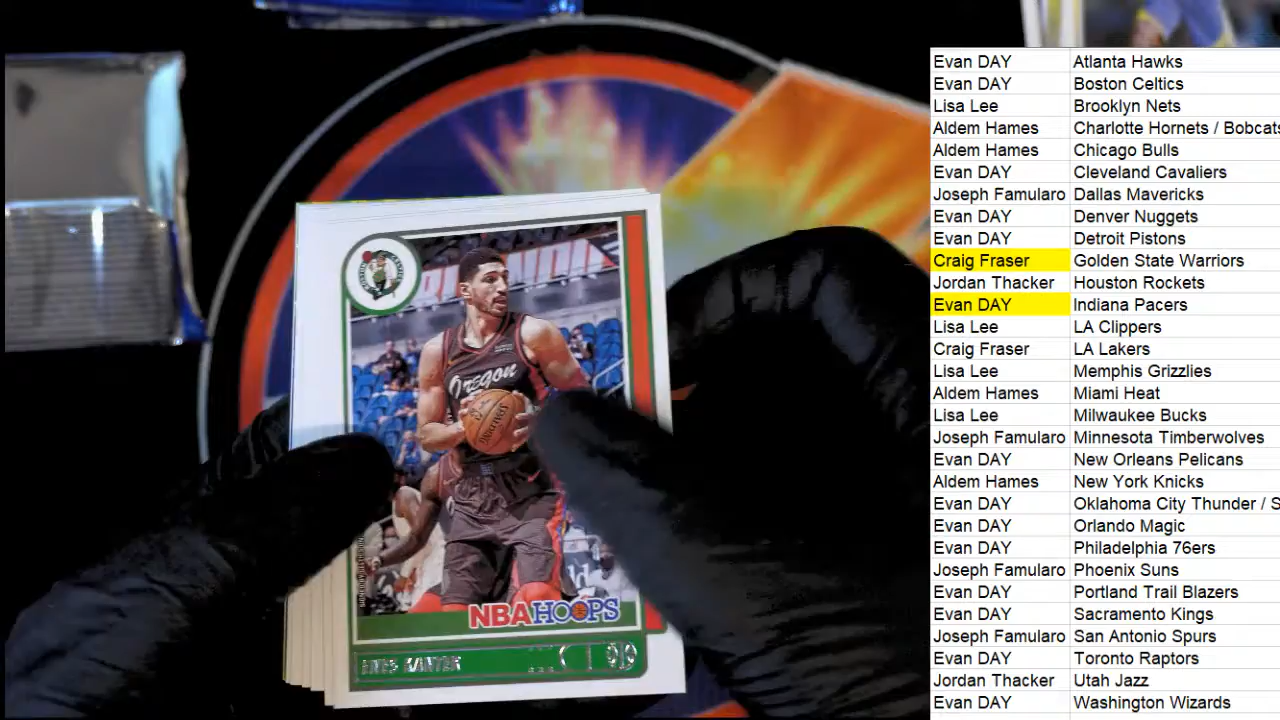 Oregon
SPALDING
NBA HOOPS
ENES KANTER
C
Evan DAY Atlanta Hawks
Evan DAY Boston Celtics
Lisa Lee Brooklyn Nets
Aldem Hames Charlotte Hornets / Bobcats
Aldem Hames Chicago Bulls
Evan DAY Cleveland Cavaliers
Joseph Famularo Dallas Mavericks
Evan DAY Denver Nuggets
Evan DAY Detroit Pistons
Craig Fraser Golden State Warriors
Jordan Thacker Houston Rockets
Evan DAY Indiana Pacers
Lisa Lee LA Clippers
Craig Fraser LA Lakers
Lisa Lee Memphis Grizzlies
Aldem Hames Miami Heat
Lisa Lee Milwaukee Bucks
Joseph Famularo Minnesota Timberwolves
Evan DAY New Orleans Pelicans
Aldem Hames New York Knicks
Evan DAY Oklahoma City Thunder / S
Evan DAY Orlando Magic
Evan DAY Philadelphia 76ers
Joseph Famularo Phoenix Suns
Evan DAY Portland Trail Blazers
Evan DAY Sacramento Kings
Joseph Famularo San Antonio Spurs
Evan DAY Toronto Raptors
Jordan Thacker Utah Jazz
Evan DAY Washington Wizards